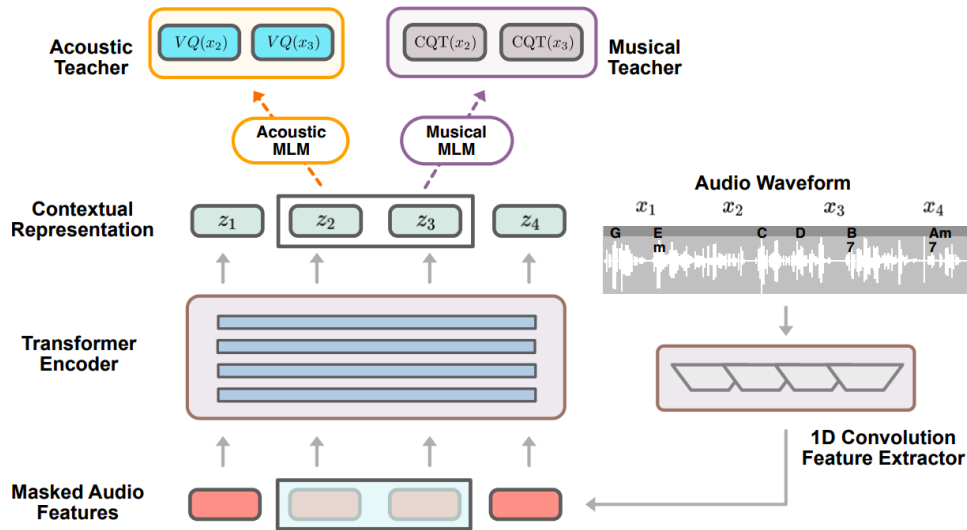 Acoustic
Teacher
VQ(x₂)
VQ(x₃)
CQT(x₂)
CQT(x₃)
Musical
Teacher
Acoustic
MLM
Musical
MLM
Contextual
Representation
z₁
z₂
z₃
z₄
Audio Waveform
x₁
x₂
x₃
x₄
G
E
m
C
D
B
7
Am
7
Transformer
Encoder
1D Convolution
Feature Extractor
Masked Audio
Features